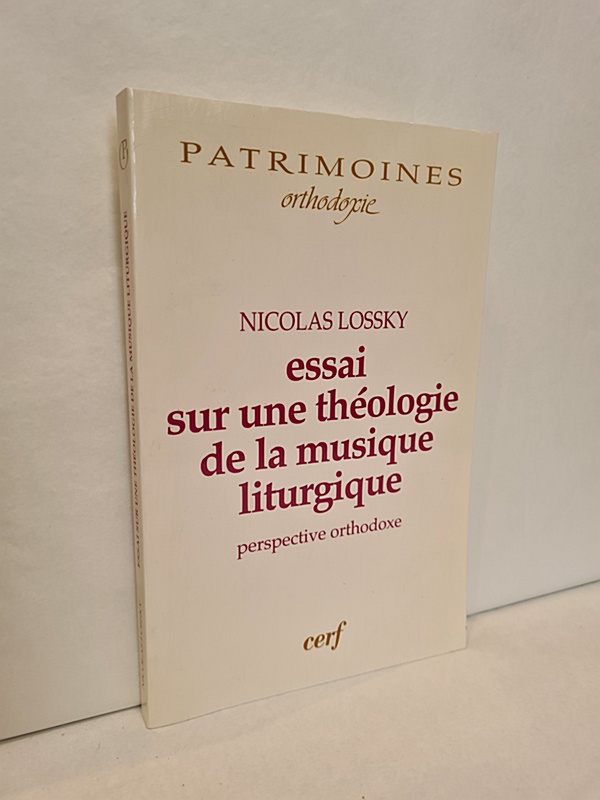 PATRIMOINES
orthodoxie
NICOLAS LOSSKY
essai
sur une théologie
de la musique
liturgique
perspective orthodoxe
cerf
ESSAI SUR UNE THÉOLOGIE DE LA MUSIQUE LITURGIQUE